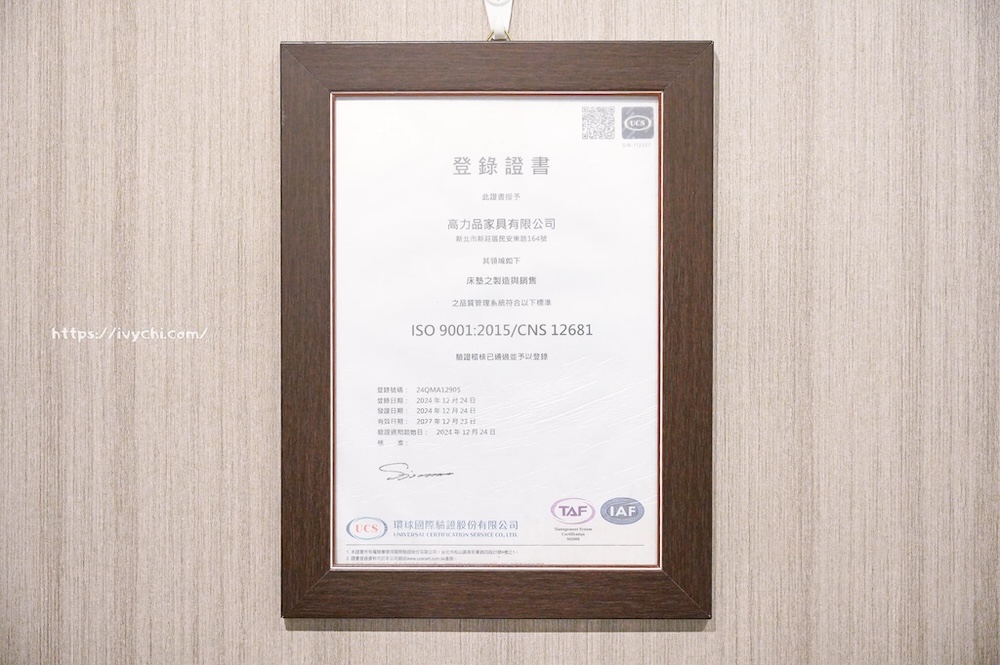 UCS
登錄證書
此證書授予
高力品家具有限公司
新北市新莊區民安東路164號
其領域如下
床墊之製造與銷售
之品質管理系統符合以下標準
ISO 9001:2015/CNS 12681
驗證稽核已通過並予以登錄
https://ivychi.com/
登錄號碼: 24QMA12905
登錄日期: 2024 年 12 月 24 日
發證日期: 2024 年 12 月 24 日
有效日期: 2027 年 12 月 23 日
驗證週期起始日: 2024 年 12 月 24 日
核 准:
UCS 環球國際驗證股份有限公司
UNIVERSAL CERTIFICATION SERVICE CO., LTD.
TAF
Management System
Certification
IAF